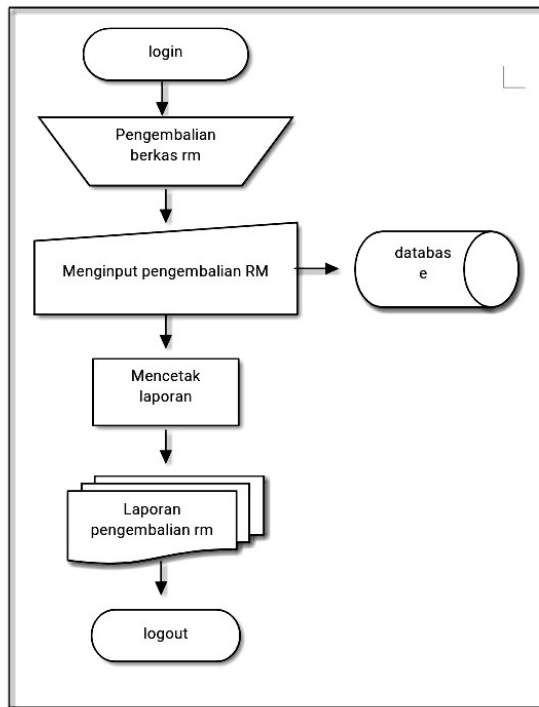 login
Pengembalian
berkas rm
Menginput pengembalian RM
databas
e
Mencetak
laporan
Laporan
pengembalian rm
logout